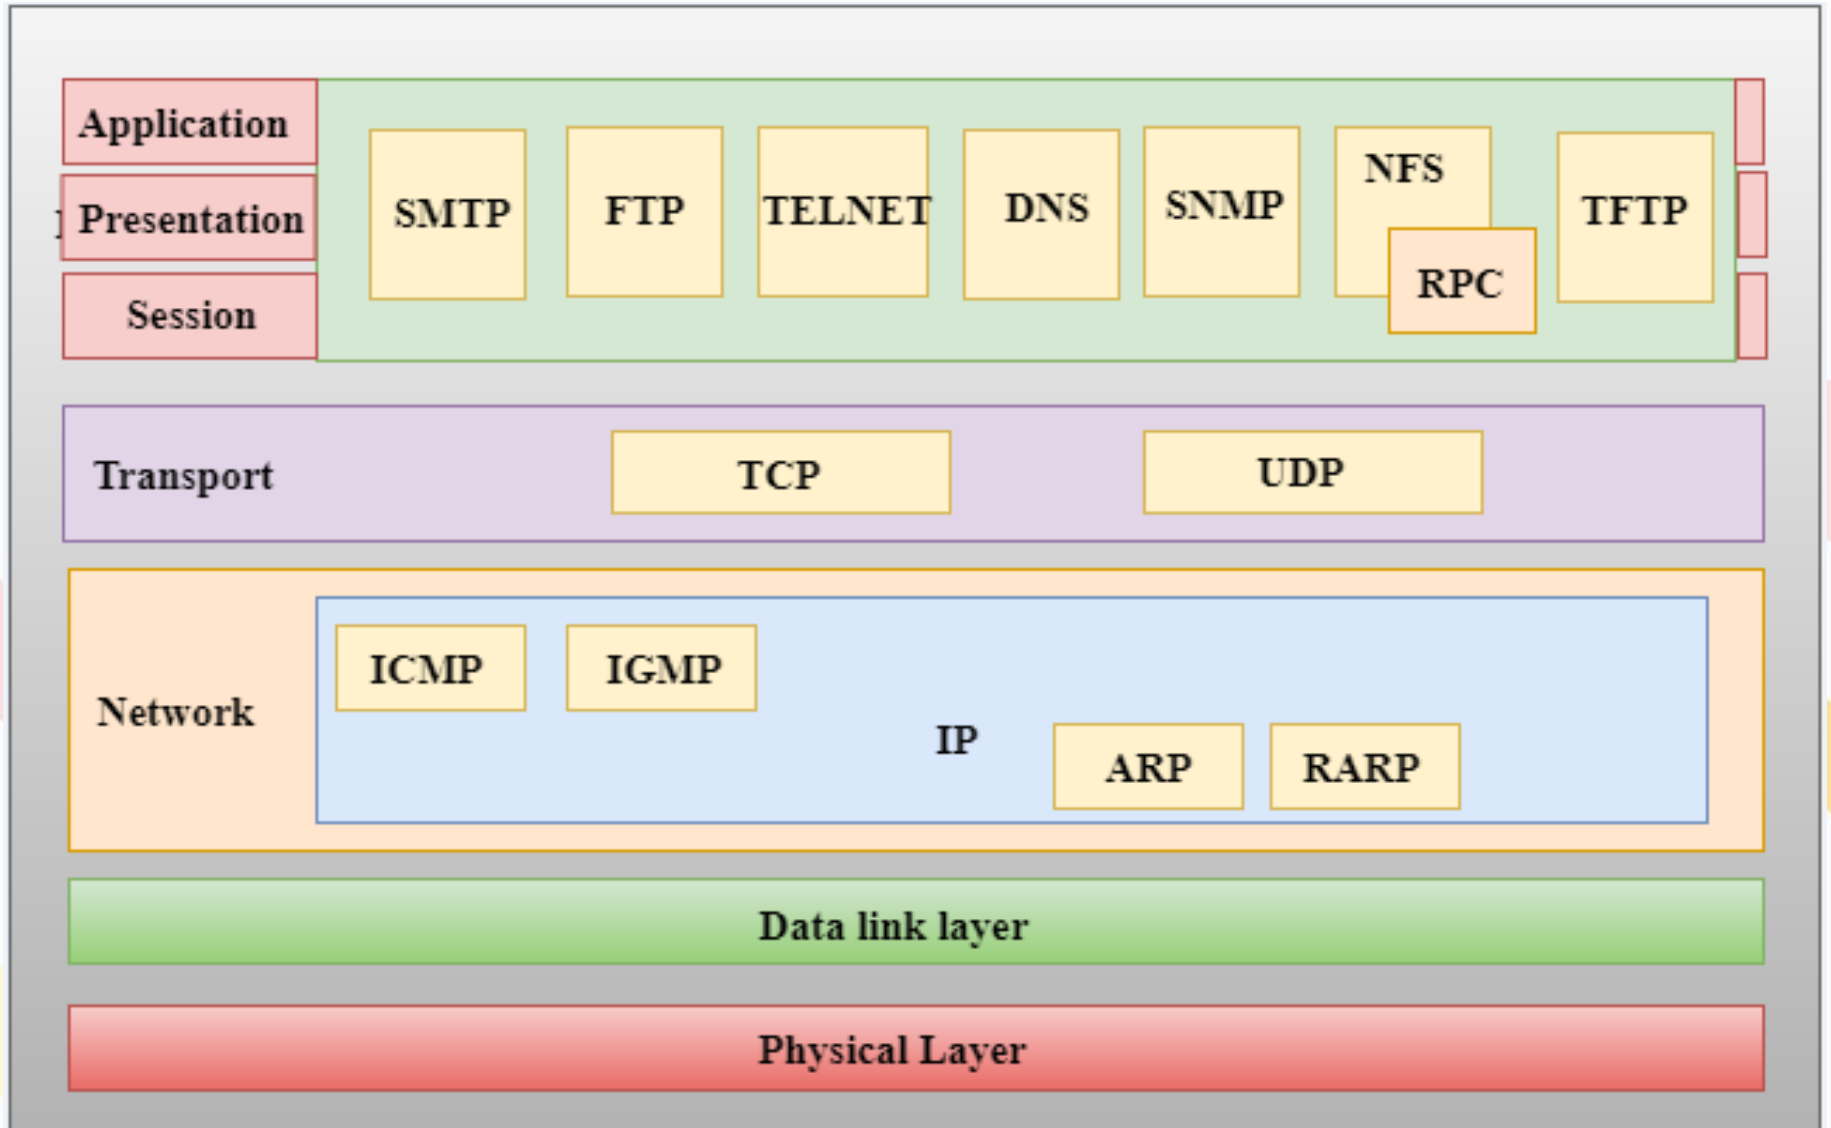 Application
Presentation
Session
SMTP
FTP
TELNET
DNS
SNMP
NFS
RPC
TFTP
Transport
TCP
UDP
Network
ICMP
IGMP
IP
ARP
RARP
Data link layer
Physical Layer